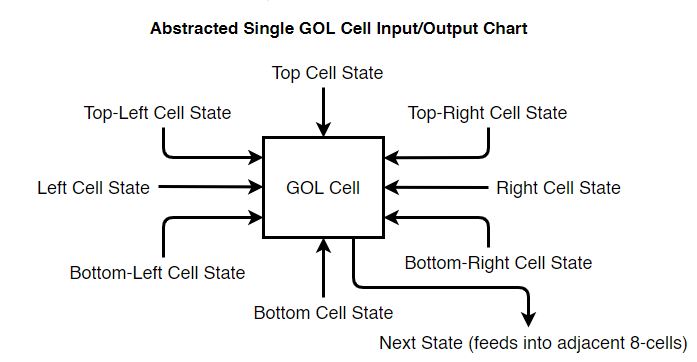 Abstracted Single GOL Cell Input/Output Chart
Top Cell State
Top-Left Cell State
Top-Right Cell State
Left Cell State
GOL Cell
Right Cell State
Bottom-Left Cell State
Bottom-Right Cell State
Bottom Cell State
Next State (feeds into adjacent 8-cells)